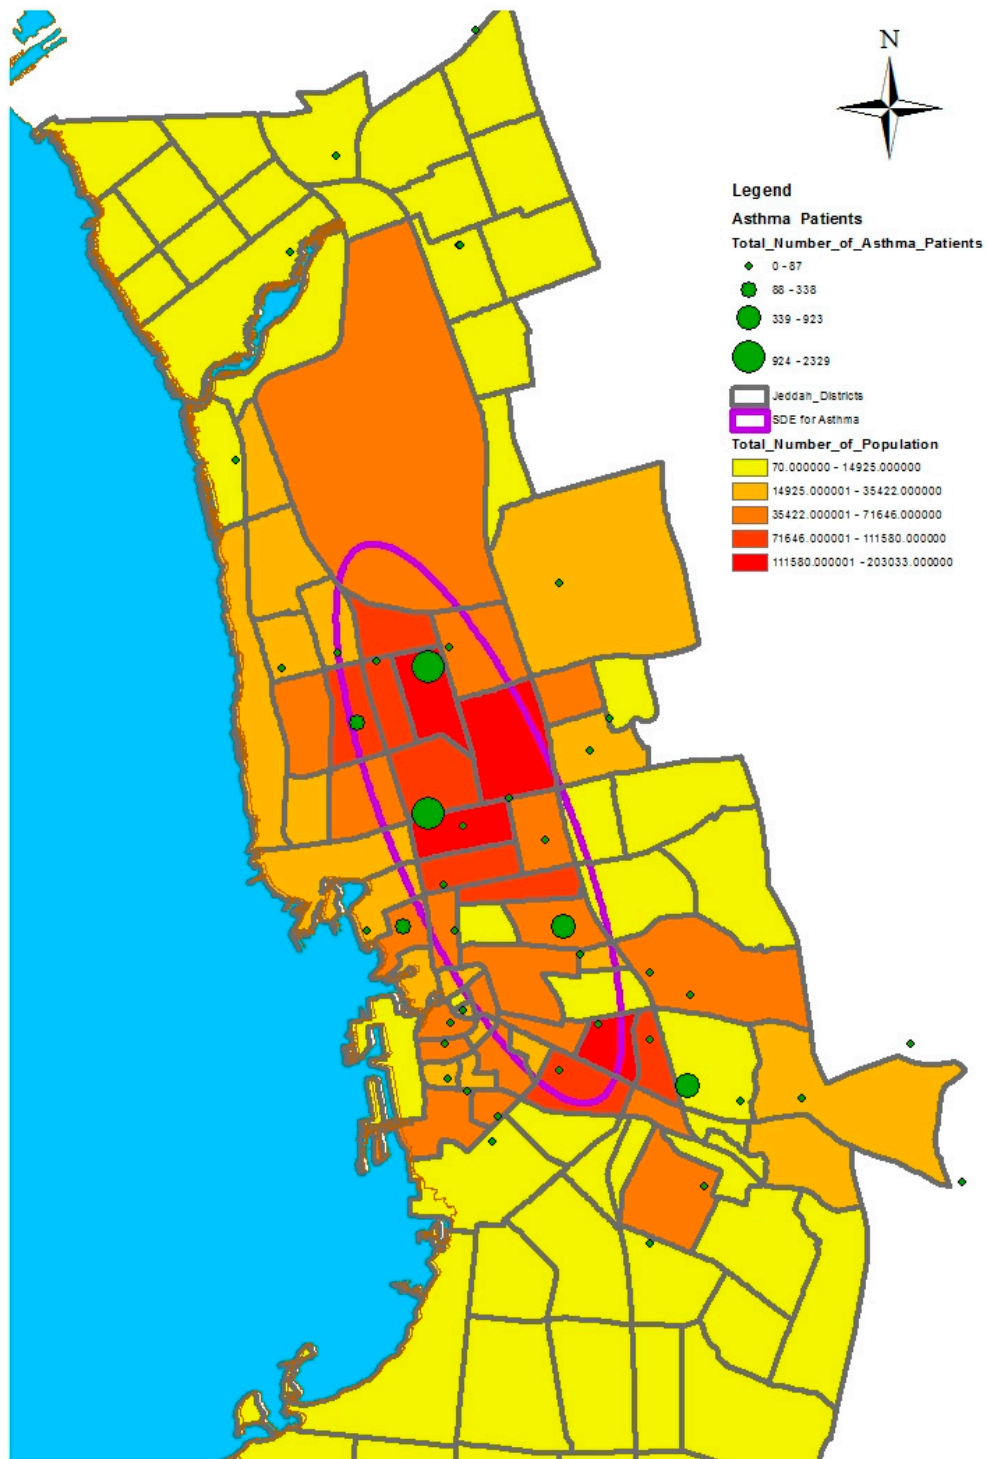 N
Legend
Asthma Patients
Total_Number_of_Asthma_Patients
0 - 87
88 - 338
339 - 923
924 - 2329
Jeddah_Districts
SDE for Asthma
Total_Number_of_Population
70.000000 - 14925.000000
14925.000001 - 35422.000000
35422.000001 - 71646.000000
71646.000001 - 111580.000000
111580.000001 - 203033.000000